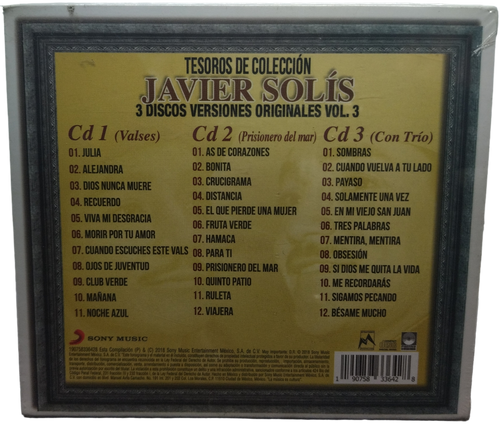 TESOROS DE COLECCIÓN
JAVIER SOLÍS
3 DISCOS VERSIONES ORIGINALES VOL. 3
Cd 1 (Valses)
01. JULIA
02. ALEJANDRA
03. DIOS NUNCA MUERE
04. RECUERDO
05. VIVA MI DESGRACIA
06. MORIR POR TU AMOR
07. CUANDO ESCUCHES ESTE VALS
08. OJOS DE JUVENTUD
09. CLUB VERDE
10. MAÑANA
11. NOCHE AZUL
Cd 2 (Prisionero del mar)
01. AS DE CORAZONES
02. BONITA
03. CRUCIGRAMA
04. DISTANCIA
05. EL QUE PIERDE UNA MUJER
06. FRUTA VERDE
07. HAMACA
08. PARA TI
09. PRISIONERO DEL MAR
10. QUINTO PATIO
11. RULETA
12. VIAJERA
Cd 3 (Con Trío)
01. SOMBRAS
02. CUANDO VUELVA A TU LADO
03. PAYASO
04. SOLAMENTE UNA VEZ
05. EN MI VIEJO SAN JUAN
06. TRES PALABRAS
07. MENTIRA, MENTIRA
08. OBSESIÓN
09. SI DIOS ME QUITA LA VIDA
10. ME RECORDARÁS
11. SIGAMOS PECANDO
12. BÉSAME MUCHO
SONY MUSIC
1 90758 33642 8